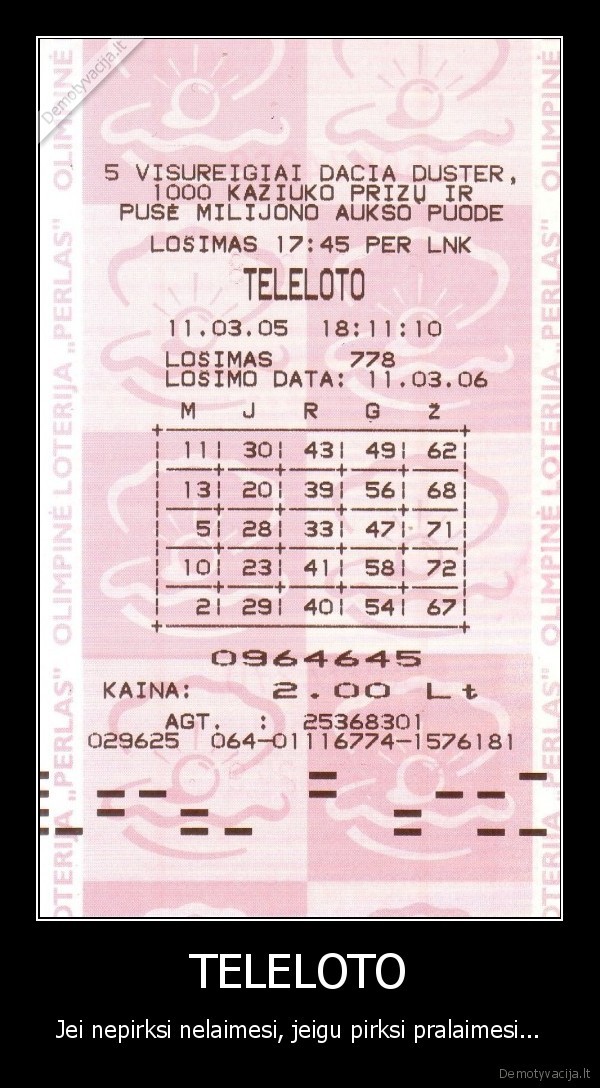 Demotyvacija.lt
OLIMPINĖ LOTERIJA „PERLAS"
5 VISUREIGIAI DACIA DUSTER,
1000 KAZIUKO PRIZŲ IR
PUSĖ MILIJONO AUKSO PUODE
LOŠIMAS 17:45 PER LNK
TELELOTO
11.03.05 18:11:10
LOŠIMAS 778
LOŠIMO DATA: 11.03.06
M J R G Ž
11 30 43 49 62
13 20 39 56 68
5 28 33 47 71
10 23 41 58 72
2 29 40 54 67
0964645
KAINA: 2.00 Lt
AGT. : 25368301
029625 064-01116774-1576181
OLIMPINĖ LOTERIJA „PERLAS"
TELELOTO
Jei nepirksi nelaimesi, jeigu pirksi pralaimesi...
Demotyvacija.lt